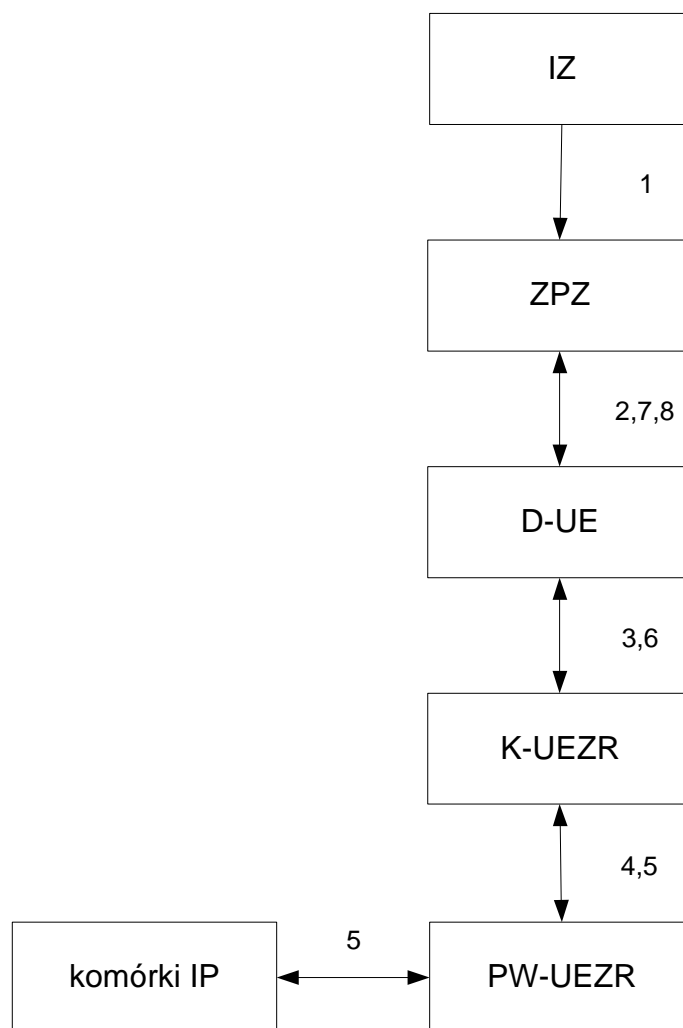 IZ
1
ZPZ
2,7,8
D-UE
3,6
K-UEZR
4,5
5
komórki IP
PW-UEZR